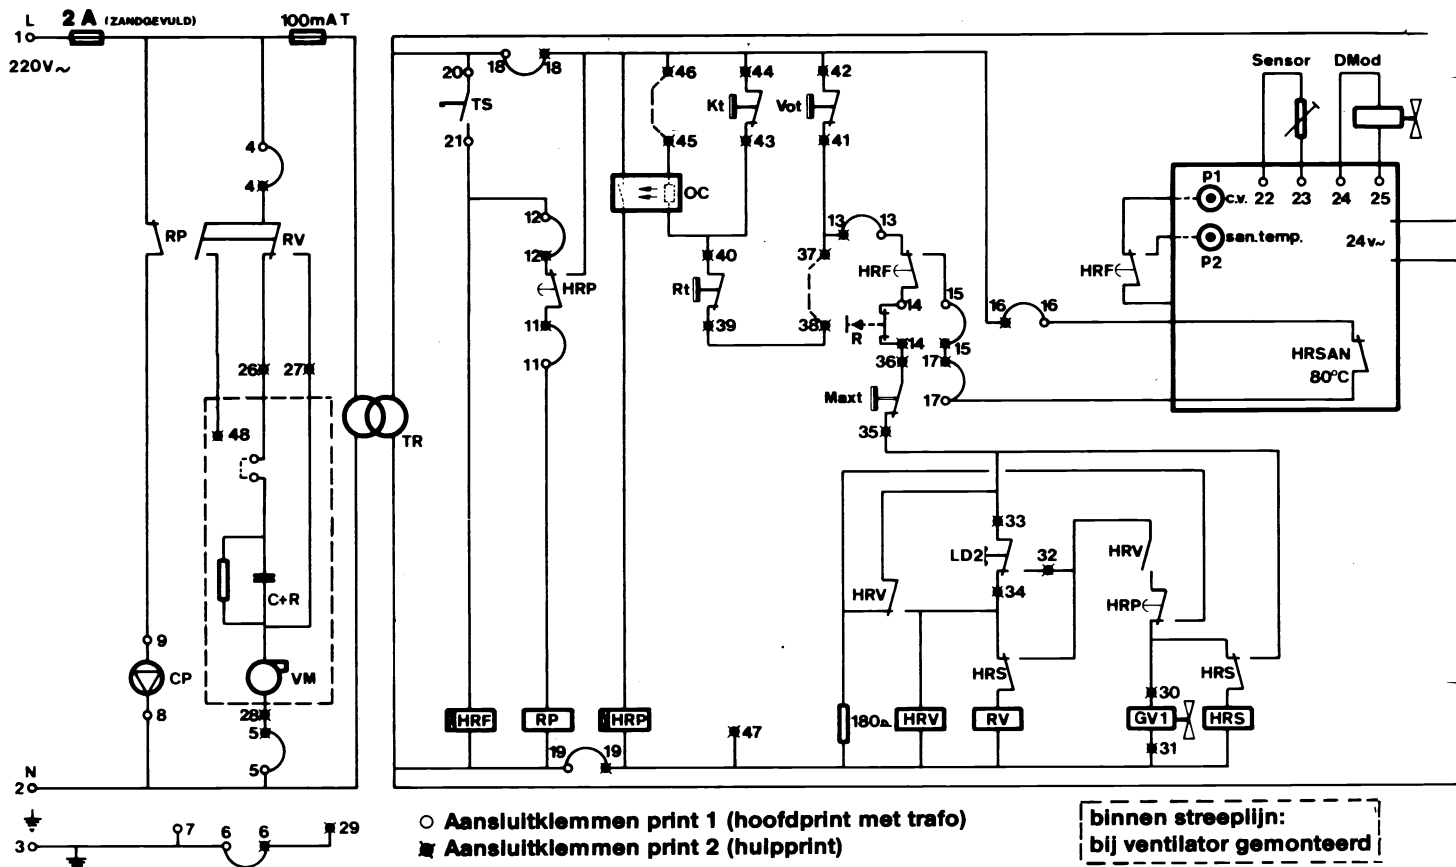 L
2 A (ZANDGEVULD)
100mA T
1
220V~
18
18
20
TS
21
46
44
42
Kt
Vot
45
43
41
OC
Sensor
DMod
P1
c.v.
22
23
24
25
san.temp.
P2
24v~
HRF
4
4
RP
RV
12
12
HRP
11
11
40
Rt
39
13
13
37
HRF
38
R
14
15
14
15
36
17
17
16
16
HRSAN
80°C
26
27
Maxt
35
48
TR
C+R
33
LD2
32
HRV
34
HRV
HRP
9
CP
8
VM
28
5
5
HRS
HRS
30
HRF
RP
HRP
47
180Ω
HRV
RV
GV1
HRS
19
19
31
N
2
3
7
6
6
29
Aansluitklemmen print 1 (hoofdprint met trafo)
Aansluitklemmen print 2 (hulpprint)
binnen streeplijn:
bij ventilator gemonteerd